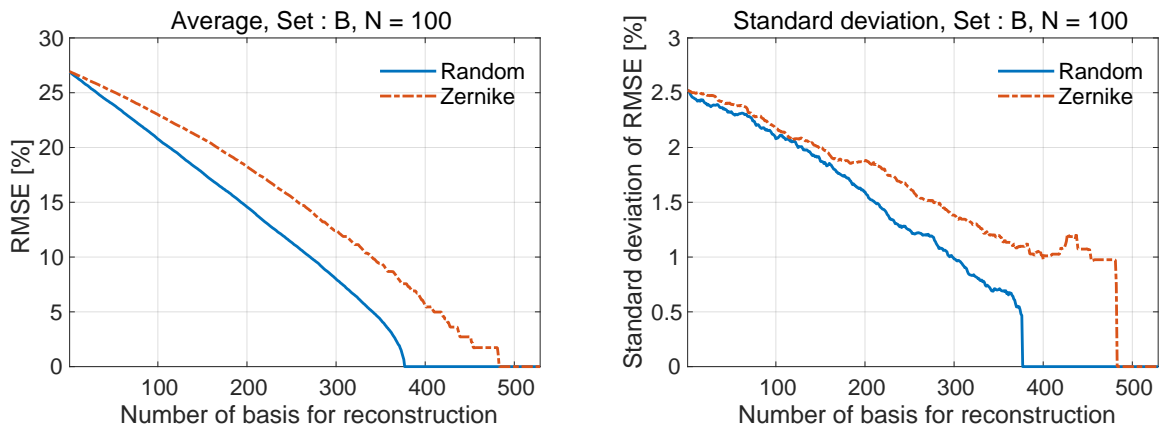 Average, Set : B, N = 100
RMSE [%]
30
25
20
15
10
5
0
100
200
300
400
500
Number of basis for reconstruction
Random
Zernike
Standard deviation, Set : B, N = 100
Standard deviation of RMSE [%]
3
2.5
2
1.5
1
0.5
0
100
200
300
400
500
Number of basis for reconstruction
Random
Zernike